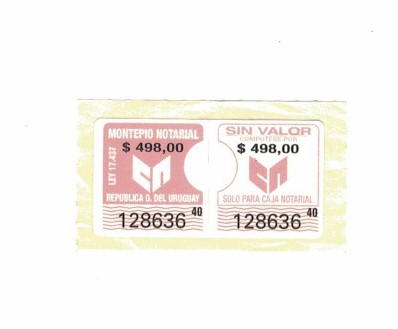 MONTEPIO NOTARIAL
$ 498,00
LEY 17.437
REPUBLICA O. DEL URUGUAY
128636 40
SIN VALOR
COMPUTESE POR
$ 498,00
SOLO PARA CAJA NOTARIAL
128636 40